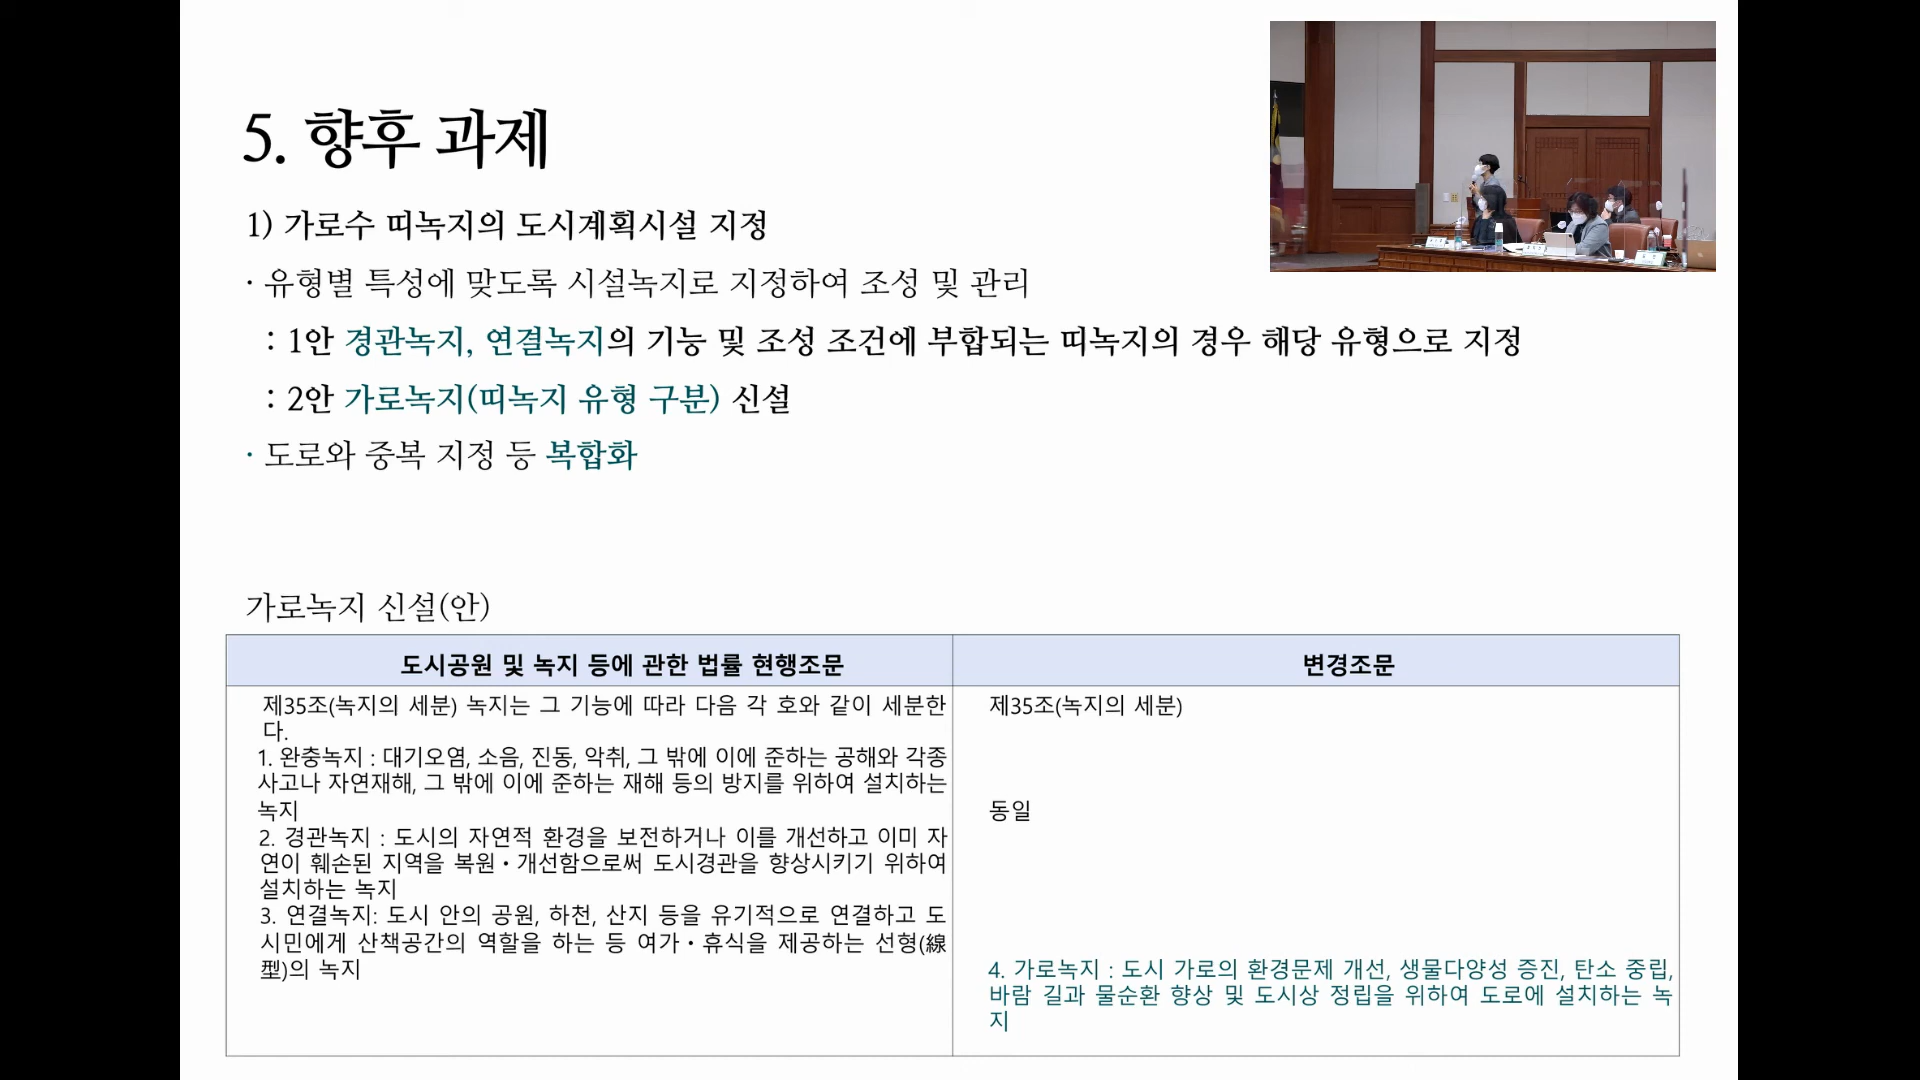 5. 향후 과제
1) 가로수 띠녹지의 도시계획시설 지정
· 유형별 특성에 맞도록 시설녹지로 지정하여 조성 및 관리
: 1안 경관녹지, 연결녹지의 기능 및 조성 조건에 부합되는 띠녹지의 경우 해당 유형으로 지정
: 2안 가로녹지(띠녹지 유형 구분) 신설
· 도로와 중복 지정 등 복합화
가로녹지 신설(안)
도시공원 및 녹지 등에 관한 법률 현행조문
변경조문
제35조(녹지의 세분) 녹지는 그 기능에 따라 다음 각 호와 같이 세분한
다.
1. 완충녹지 : 대기오염, 소음, 진동, 악취, 그 밖에 이에 준하는 공해와 각종
사고나 자연재해, 그 밖에 이에 준하는 재해 등의 방지를 위하여 설치하는
녹지
2. 경관녹지 : 도시의 자연적 환경을 보전하거나 이를 개선하고 이미 자
연이 훼손된 지역을 복원・개선함으로써 도시경관을 향상시키기 위하여
설치하는 녹지
3. 연결녹지: 도시 안의 공원, 하천, 산지 등을 유기적으로 연결하고 도
시민에게 산책공간의 역할을 하는 등 여가・휴식을 제공하는 선형(線
型)의 녹지
제35조(녹지의 세분)
동일
4. 가로녹지 : 도시 가로의 환경문제 개선, 생물다양성 증진, 탄소 중립,
바람 길과 물순환 향상 및 도시상 정립을 위하여 도로에 설치하는 녹
지